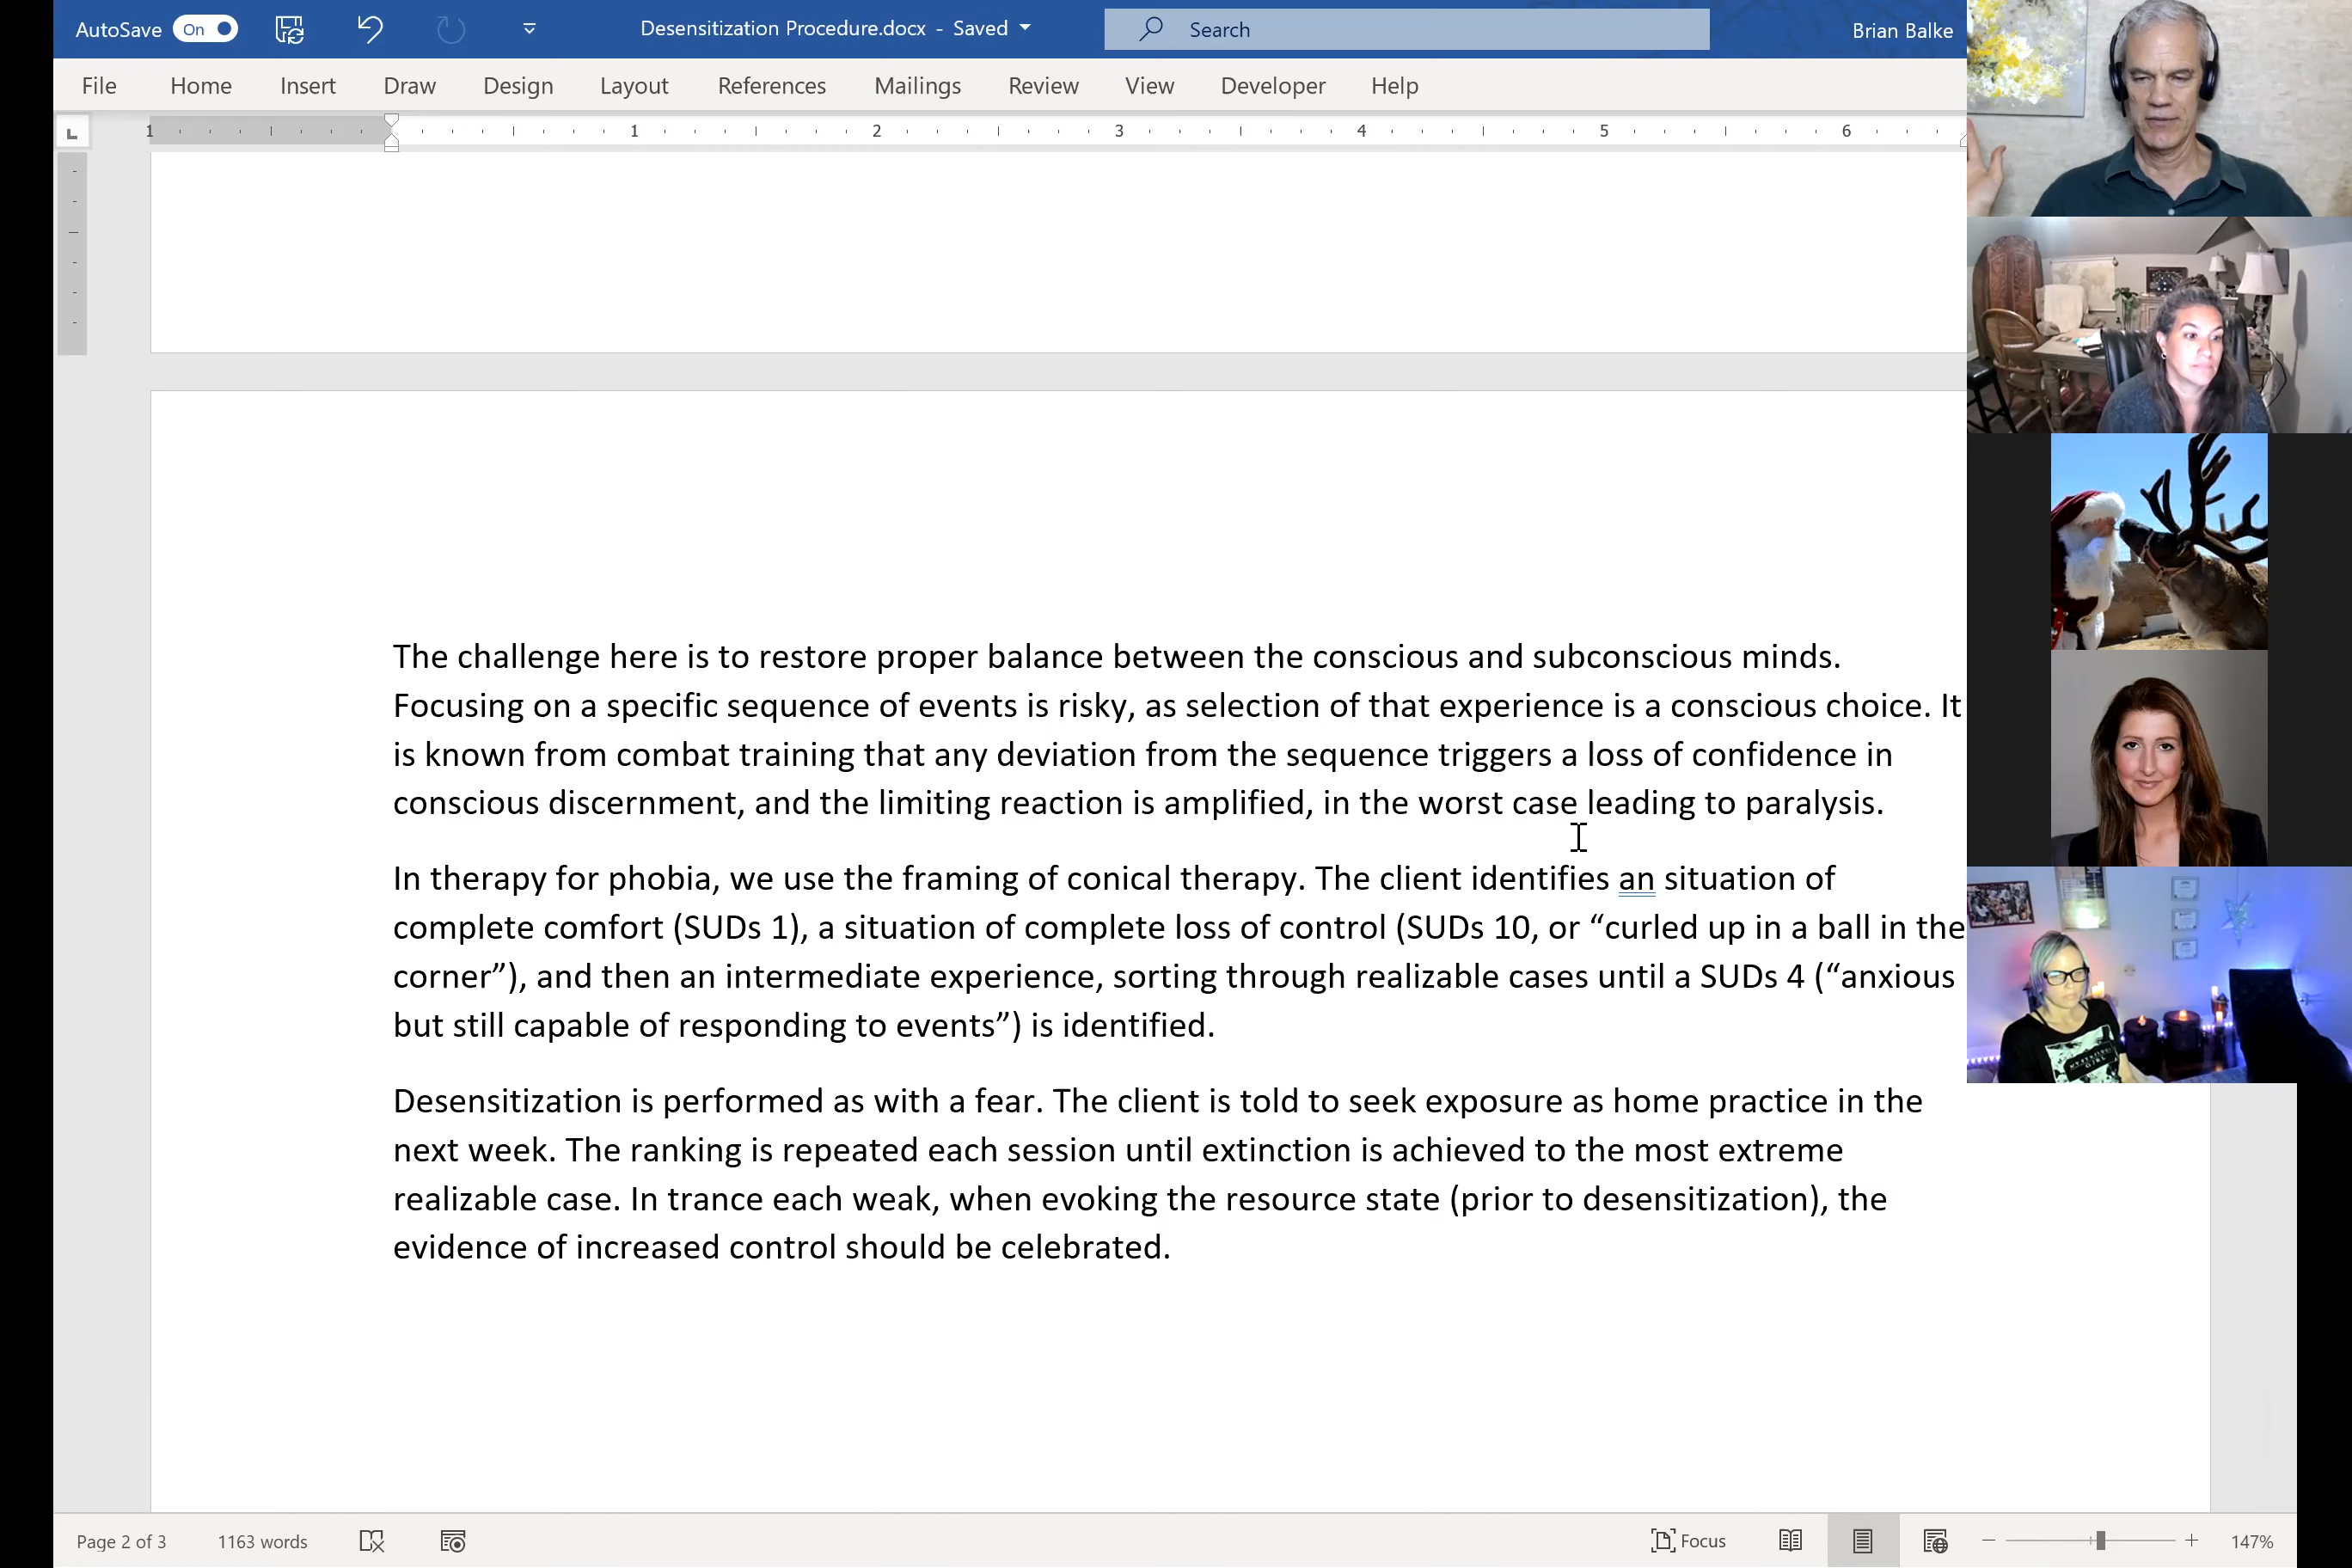 AutoSave On Desensitization Procedure.docx - Saved Search Brian Balke
File Home Insert Draw Design Layout References Mailings Review View Developer Help
1 1 2 3 4 5 6
The challenge here is to restore proper balance between the conscious and subconscious minds.
Focusing on a specific sequence of events is risky, as selection of that experience is a conscious choice. It
is known from combat training that any deviation from the sequence triggers a loss of confidence in
conscious discernment, and the limiting reaction is amplified, in the worst case leading to paralysis.
In therapy for phobia, we use the framing of conical therapy. The client identifies an situation of
complete comfort (SUDs 1), a situation of complete loss of control (SUDs 10, or “curled up in a ball in the
corner”), and then an intermediate experience, sorting through realizable cases until a SUDs 4 (“anxious
but still capable of responding to events”) is identified.
Desensitization is performed as with a fear. The client is told to seek exposure as home practice in the
next week. The ranking is repeated each session until extinction is achieved to the most extreme
realizable case. In trance each weak, when evoking the resource state (prior to desensitization), the
evidence of increased control should be celebrated.
Page 2 of 3 1163 words Focus 147%